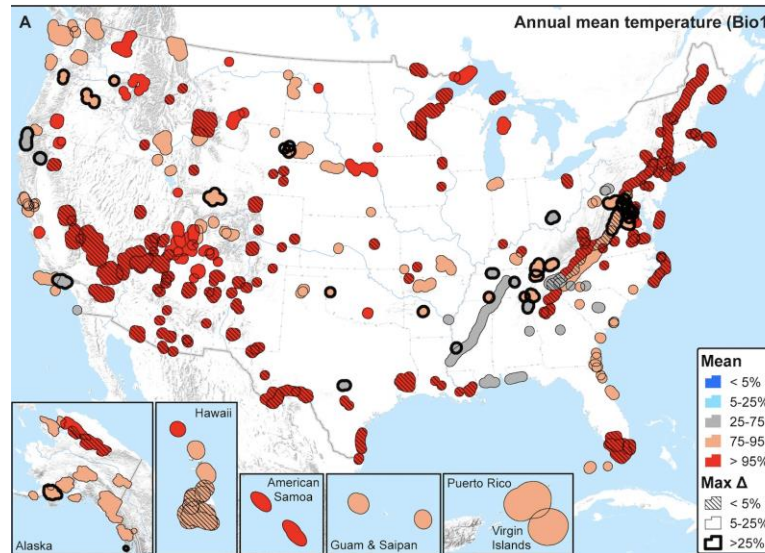 A
Annual mean temperature (Bio1
Mean
< 5%
5-25%
25-75
75-95
> 95%
Max Δ
< 5%
5-25%
>25%
Alaska
Hawaii
American
Samoa
Guam & Saipan
Puerto Rico
Virgin
Islands